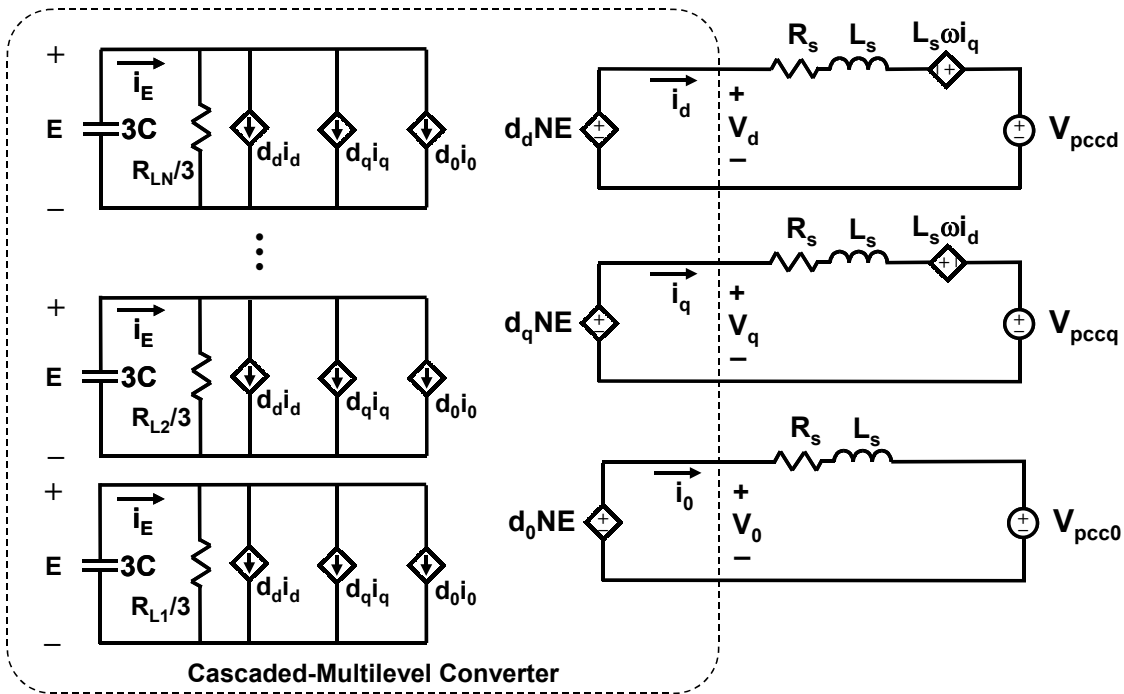 +
i_E
E
3C
R_LN/3
d_di_d
d_qi_q
d_0i_0
−
⋮
+
i_E
E
3C
R_L2/3
d_di_d
d_qi_q
d_0i_0
−
+
i_E
E
3C
R_L1/3
d_di_d
d_qi_q
d_0i_0
−
Cascaded-Multilevel Converter
R_s L_s L_sωi_q
d_dNE
i_d
+
V_d
−
V_pccd
R_s L_s L_sωi_d
d_qNE
i_q
+
V_q
−
V_pccq
R_s L_s
d_0NE
i_0
+
V_0
−
V_pcc0